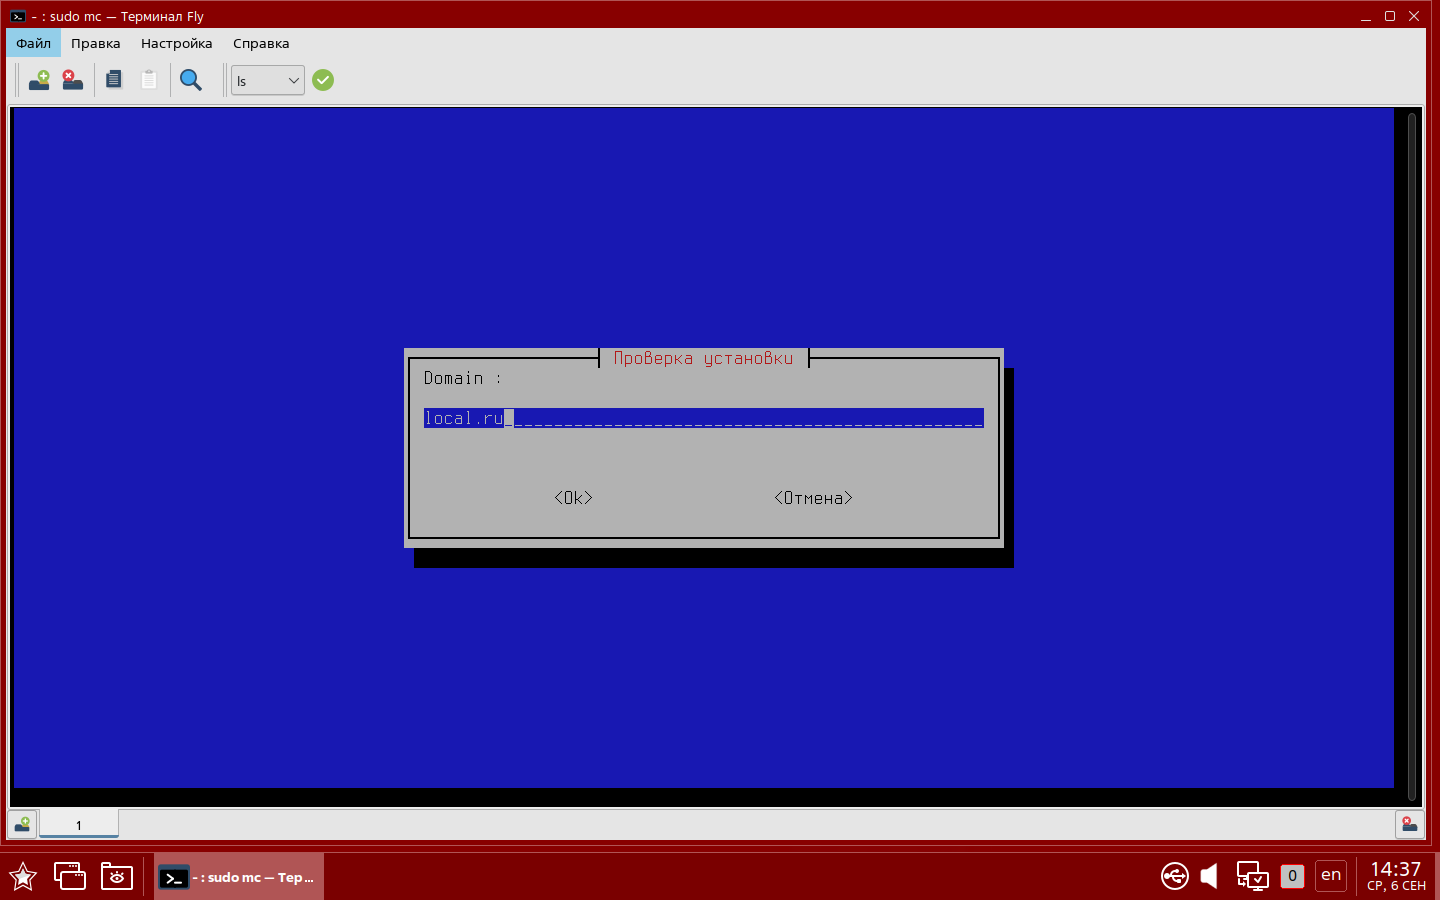 - : sudo mc — Терминал Fly
Файл Правка Настройка Справка
ls
Проверка установки
Domain :
local.ru
<Ok> <Отмена>
1
- : sudo mc — Тер...
0
en
14:37
СР, 6 СЕН